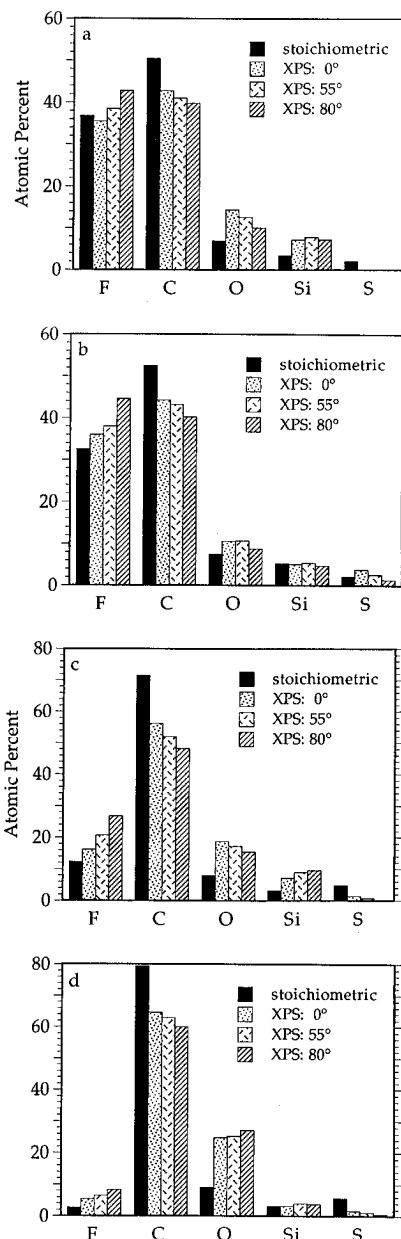 60
a
stoichiometric
XPS: 0°
XPS: 55°
XPS: 80°
40
20
0
Atomic Percent
F C O Si S
60
b
stoichiometric
XPS: 0°
XPS: 55°
XPS: 80°
40
20
0
F C O Si S
80
c
stoichiometric
XPS: 0°
XPS: 55°
XPS: 80°
60
40
20
0
Atomic Percent
F C O Si S
80
d
stoichiometric
XPS: 0°
XPS: 55°
XPS: 80°
60
40
20
0
F C O Si S